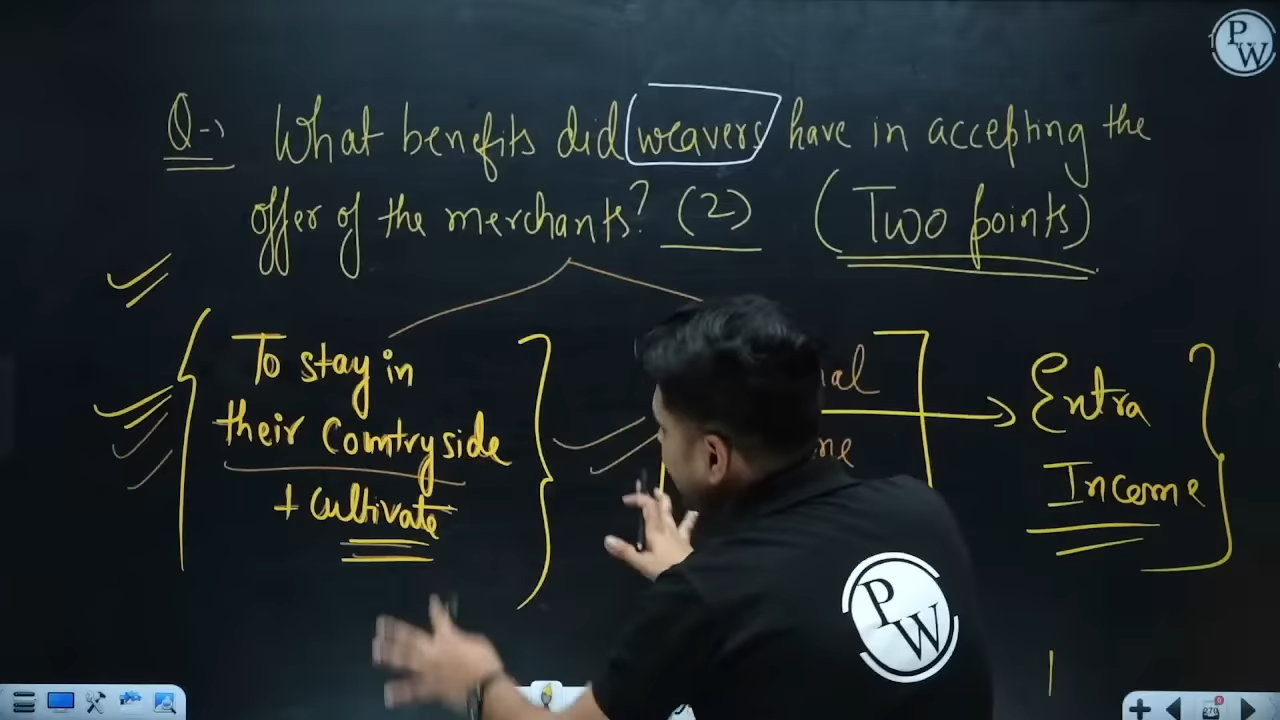 PW
Q→ What benefits did weavers have in accepting the
offer of the merchants? (2) (Two points)
To stay in
their Countryside
+ cultivate
Extra
Income
PW
279